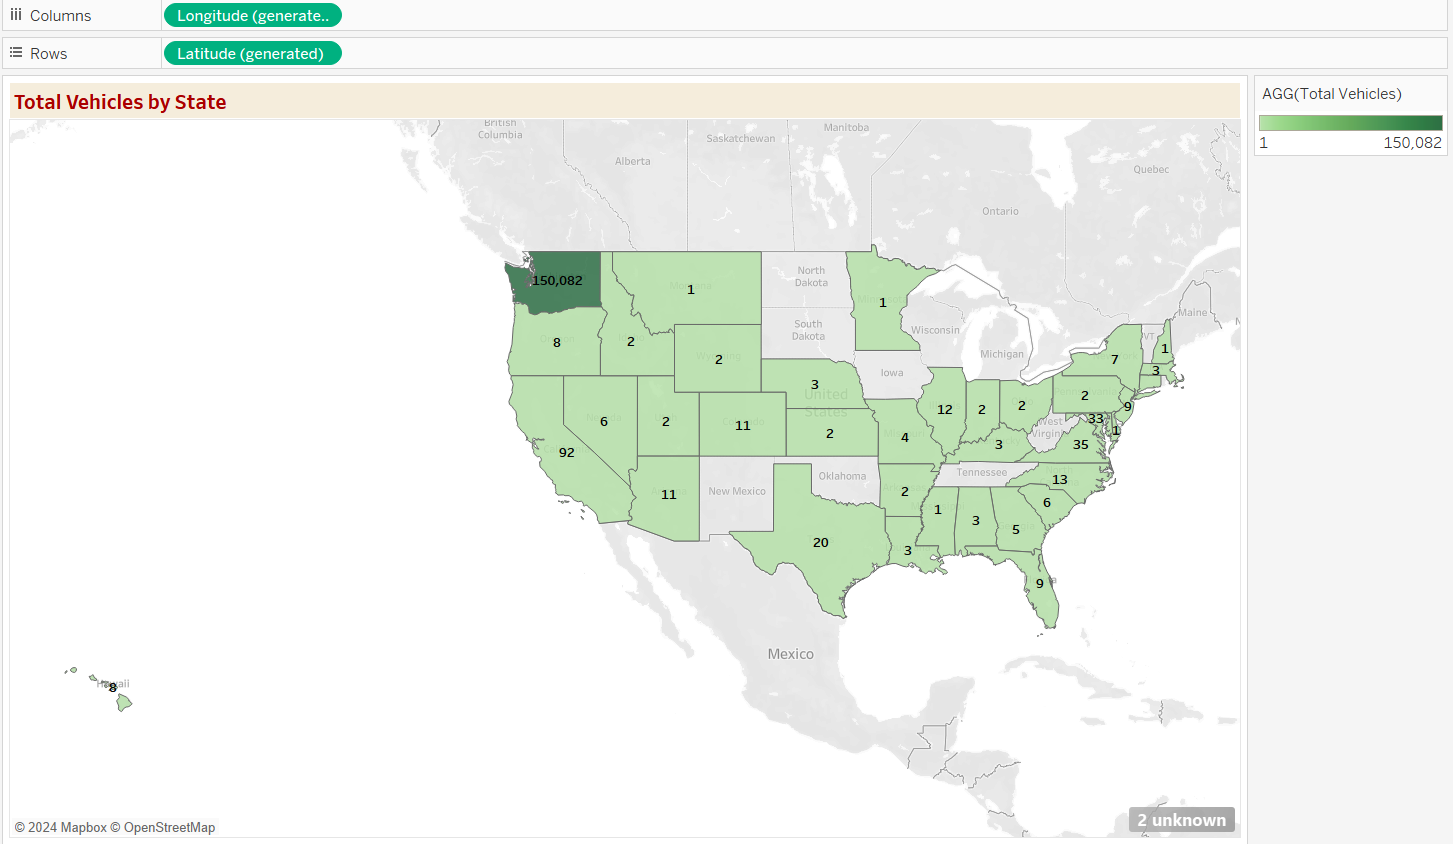 Columns
Longitude (generate..
Rows
Latitude (generated)
Total Vehicles by State
AGG(Total Vehicles)
1
150,082
British
Columbia
Alberta
Saskatchewan
Manitoba
Ontario
Quebec
150,082
1
North
Dakota
1
Maine
8
2
2
South
Dakota
Wisconsin
Michigan
VT
1
7
3
Iowa
3
United
States
2
9
6
2
11
2
12
2
2
33
1
West
Virginia
35
4
3
92
11
New Mexico
Oklahoma
Tennessee
13
2
1
3
5
6
20
3
9
Mexico
Hawaii
8
2 unknown
© 2024 Mapbox © OpenStreetMap